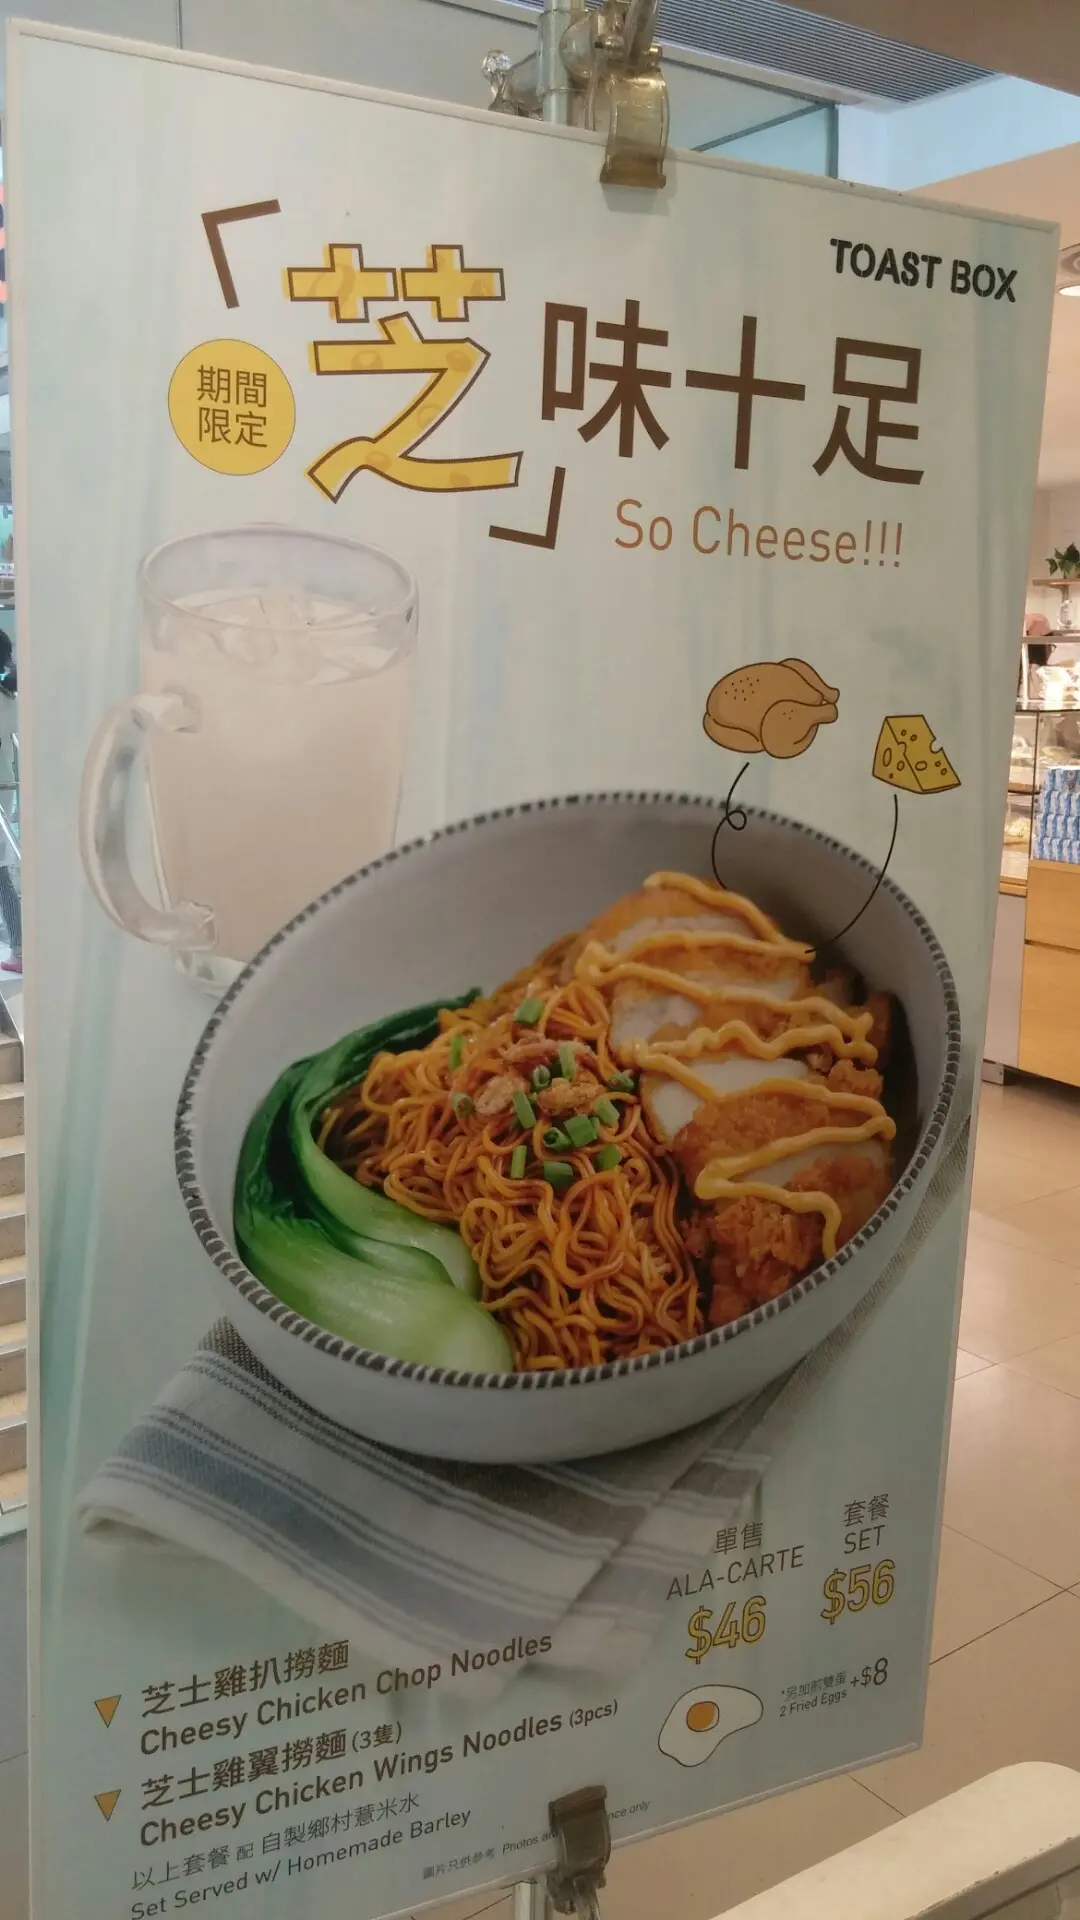 TOAST BOX
「芝」味十足
期間
限定
So Cheese!!!
單售
ALA-CARTE
$46
套餐
SET
$56
芝士雞扒撈麵
Cheesy Chicken Chop Noodles
芝士雞翼撈麵 (3隻)
Cheesy Chicken Wings Noodles (3pcs)
*另加煎雙蛋
2 Fried Eggs +$8
以上套餐 配 自製鄉村薏米水
Set Served w/ Homemade Barley
圖片只供參考 Photos only